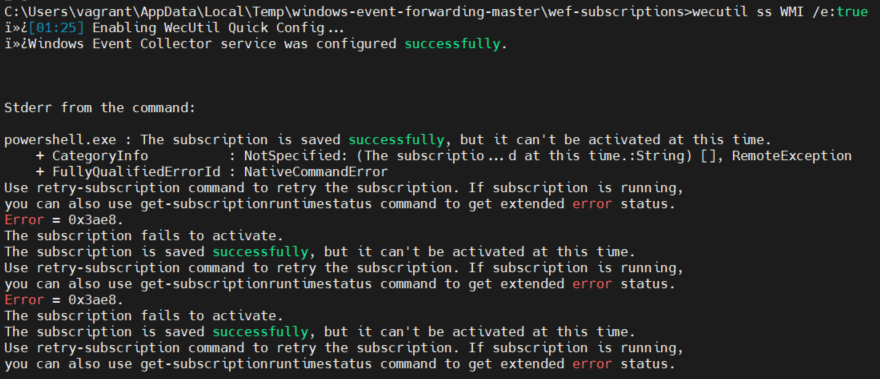 C:\Users\vagrant\AppData\Local\Temp\windows-event-forwarding-master\wef-subscriptions>wecutil ss WMI /e:true
ï»¿[01:25] Enabling WecUtil Quick Config...
ï»¿Windows Event Collector service was configured successfully.
Stderr from the command:
powershell.exe : The subscription is saved successfully, but it can't be activated at this time.
+ CategoryInfo : NotSpecified: (The subscriptio...d at this time.:String) [], RemoteException
+ FullyQualifiedErrorId : NativeCommandError
Use retry-subscription command to retry the subscription. If subscription is running,
you can also use get-subscriptionruntimestatus command to get extended error status.
Error = 0x3ae8.
The subscription fails to activate.
The subscription is saved successfully, but it can't be activated at this time.
Use retry-subscription command to retry the subscription. If subscription is running,
you can also use get-subscriptionruntimestatus command to get extended error status.
Error = 0x3ae8.
The subscription fails to activate.
The subscription is saved successfully, but it can't be activated at this time.
Use retry-subscription command to retry the subscription. If subscription is running,
you can also use get-subscriptionruntimestatus command to get extended error status.